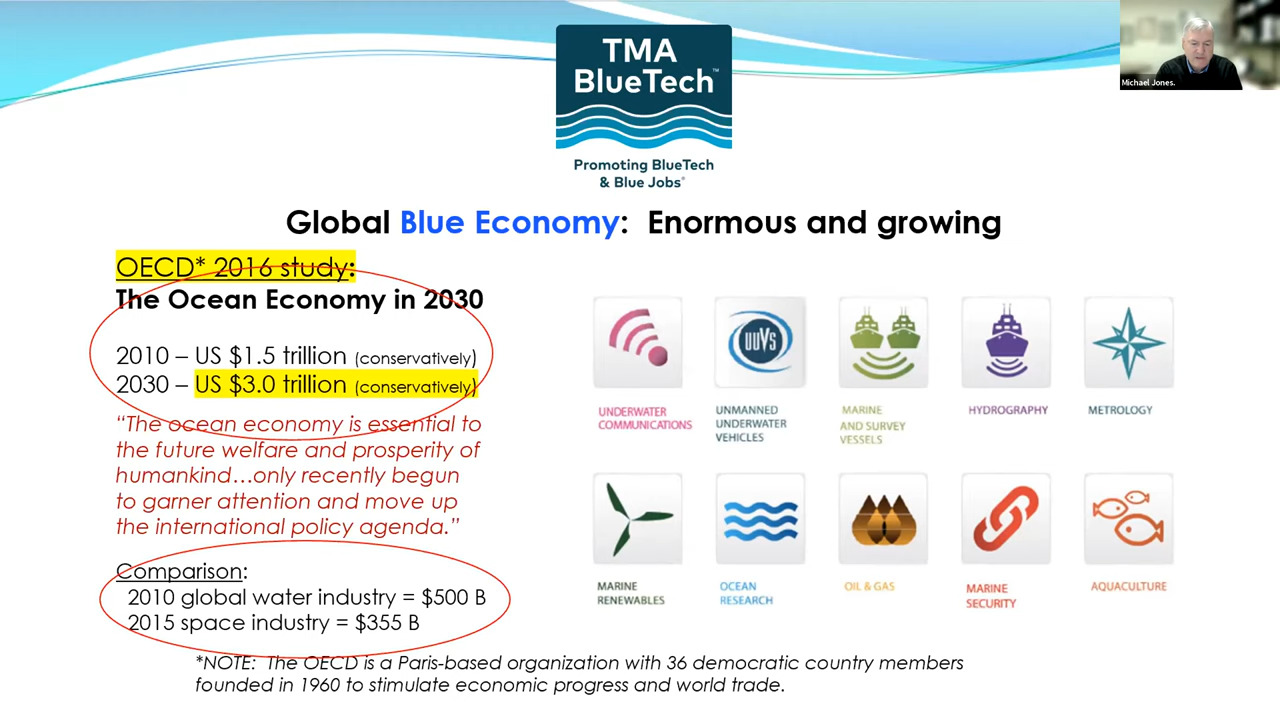 TMA
BlueTech™
Promoting BlueTech
& Blue Jobs®
Michael Jones.
Global Blue Economy:  Enormous and growing
OECD* 2016 study:
The Ocean Economy in 2030
2010 – US $1.5 trillion (conservatively)
2030 – US $3.0 trillion (conservatively)
“The ocean economy is essential to
the future welfare and prosperity of
humankind…only recently begun
to garner attention and move up
the international policy agenda.”
Comparison:
2010 global water industry = $500 B
2015 space industry = $355 B
UUVs
UNDERWATER
COMMUNICATIONS
UNMANNED
UNDERWATER
VEHICLES
MARINE
AND SURVEY
VESSELS
HYDROGRAPHY
METROLOGY
MARINE
RENEWABLES
OCEAN
RESEARCH
OIL & GAS
MARINE
SECURITY
AQUACULTURE
*NOTE:  The OECD is a Paris-based organization with 36 democratic country members
founded in 1960 to stimulate economic progress and world trade.